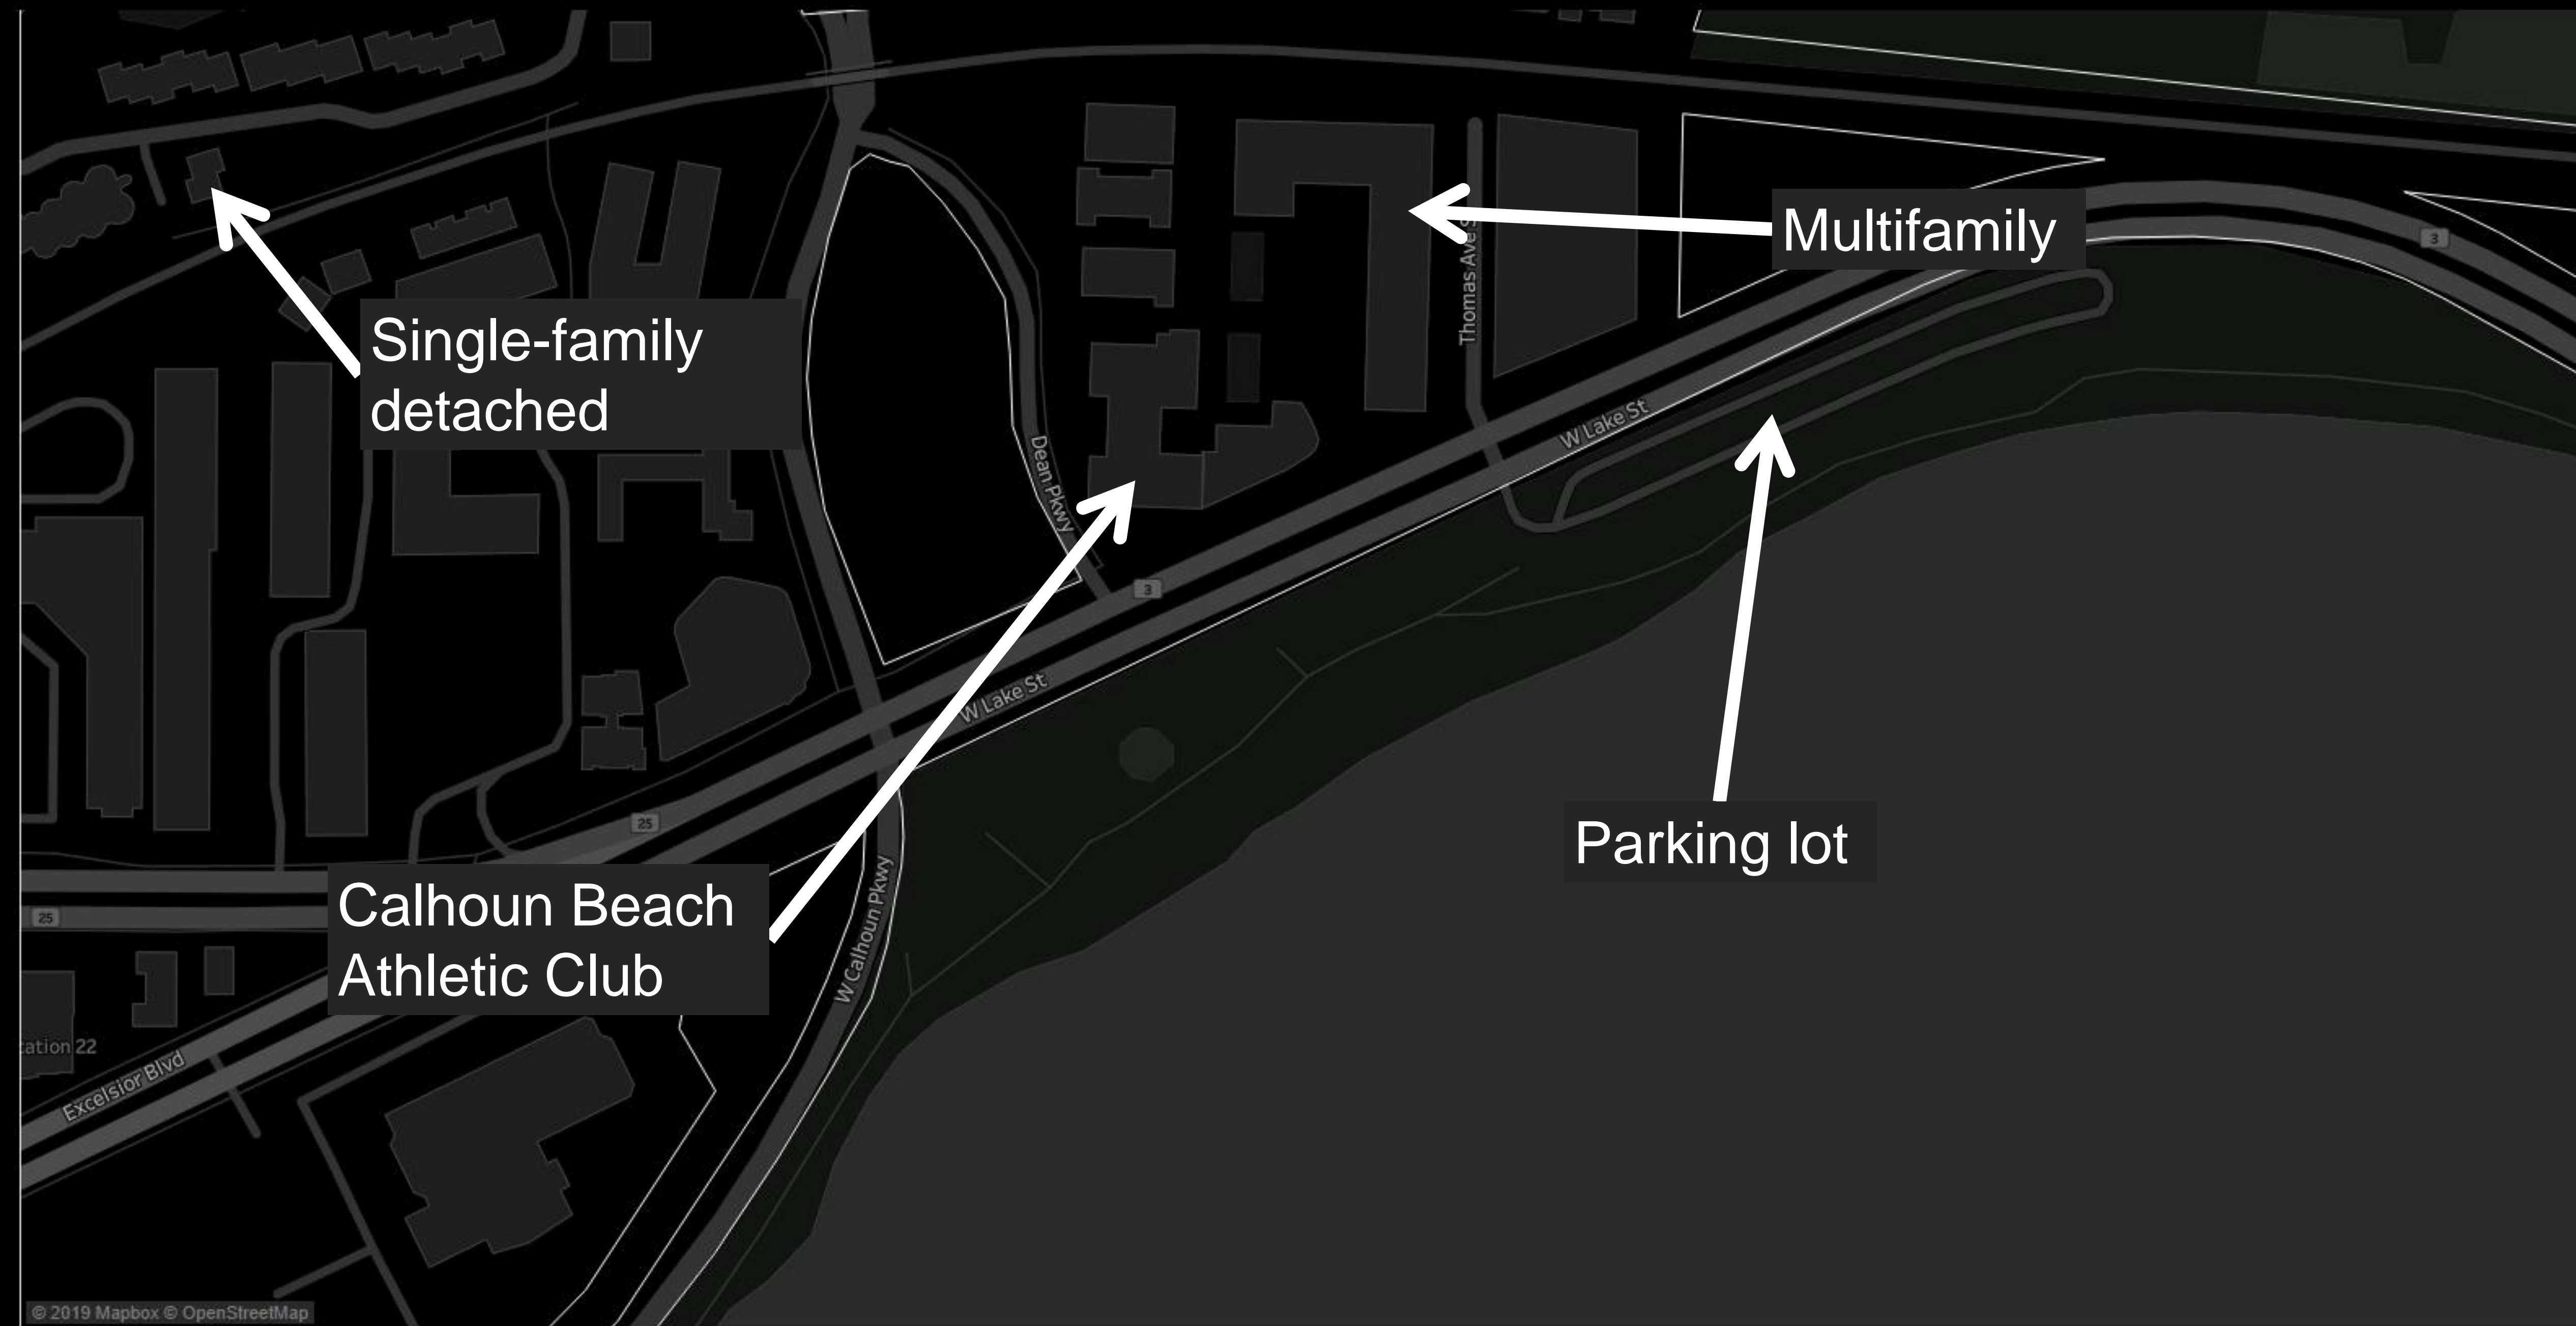 Multifamily
Thomas Ave S
3
Single-family
detached
W Lake St
Dean Pkwy
3
W Lake St
25
Parking lot
Calhoun Beach
Athletic Club
25
W Calhoun Pkwy
22
Excelsior Blvd
© 2019 Mapbox © OpenStreetMap